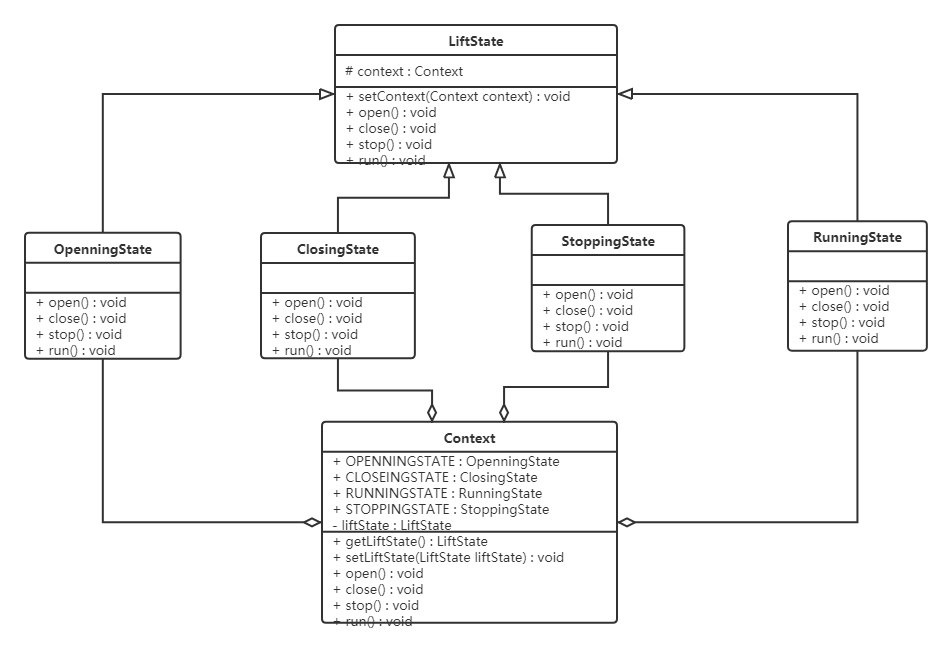 LiftState
# context : Context
+ setContext(Context context) : void
+ open() : void
+ close() : void
+ stop() : void
+ run() : void
OpenningState
+ open() : void
+ close() : void
+ stop() : void
+ run() : void
ClosingState
+ open() : void
+ close() : void
+ stop() : void
+ run() : void
StoppingState
+ open() : void
+ close() : void
+ stop() : void
+ run() : void
RunningState
+ open() : void
+ close() : void
+ stop() : void
+ run() : void
Context
+ OPENNINGSTATE : OpenningState
+ CLOSEINGSTATE : ClosingState
+ RUNNINGSTATE : RunningState
+ STOPPINGSTATE : StoppingState
- liftState : LiftState
+ getLiftState() : LiftState
+ setLiftState(LiftState liftState) : void
+ open() : void
+ close() : void
+ stop() : void
+ run() : void